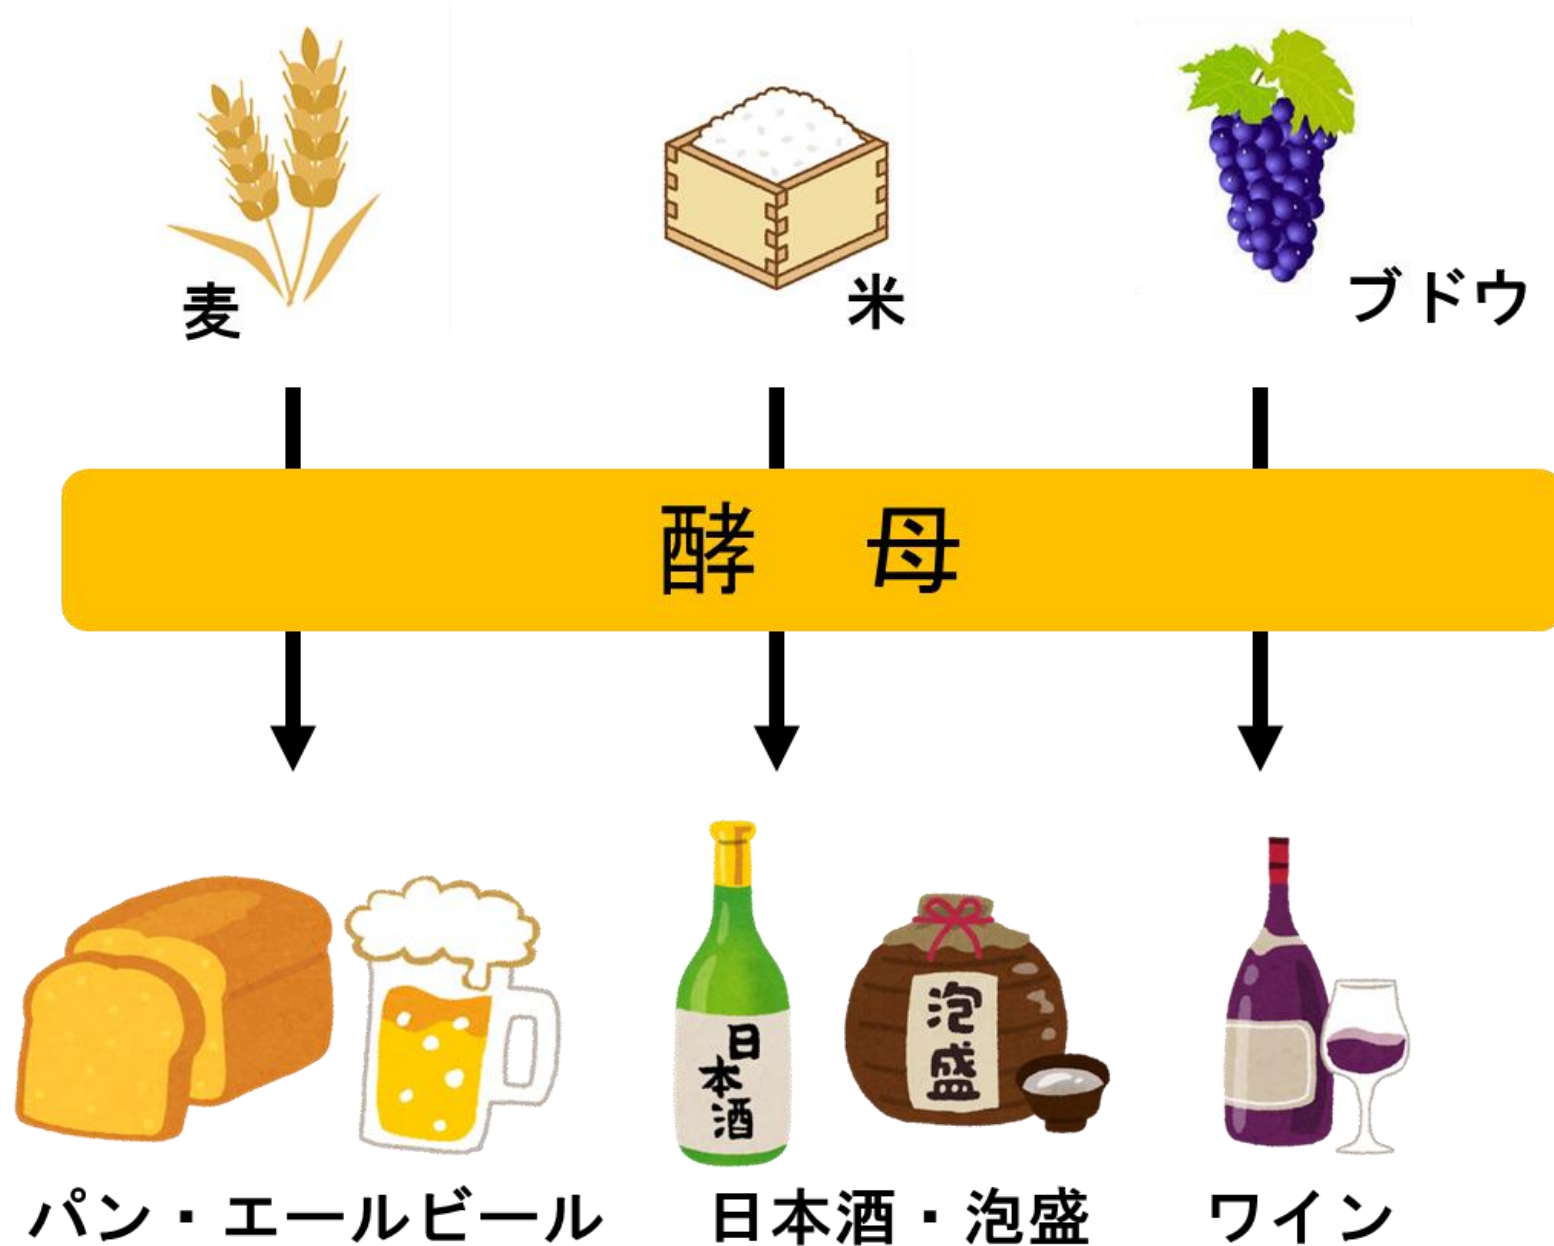 麦
米
ブドウ
酵 母
日本酒
泡盛
パン・エールビール
日本酒・泡盛
ワイン